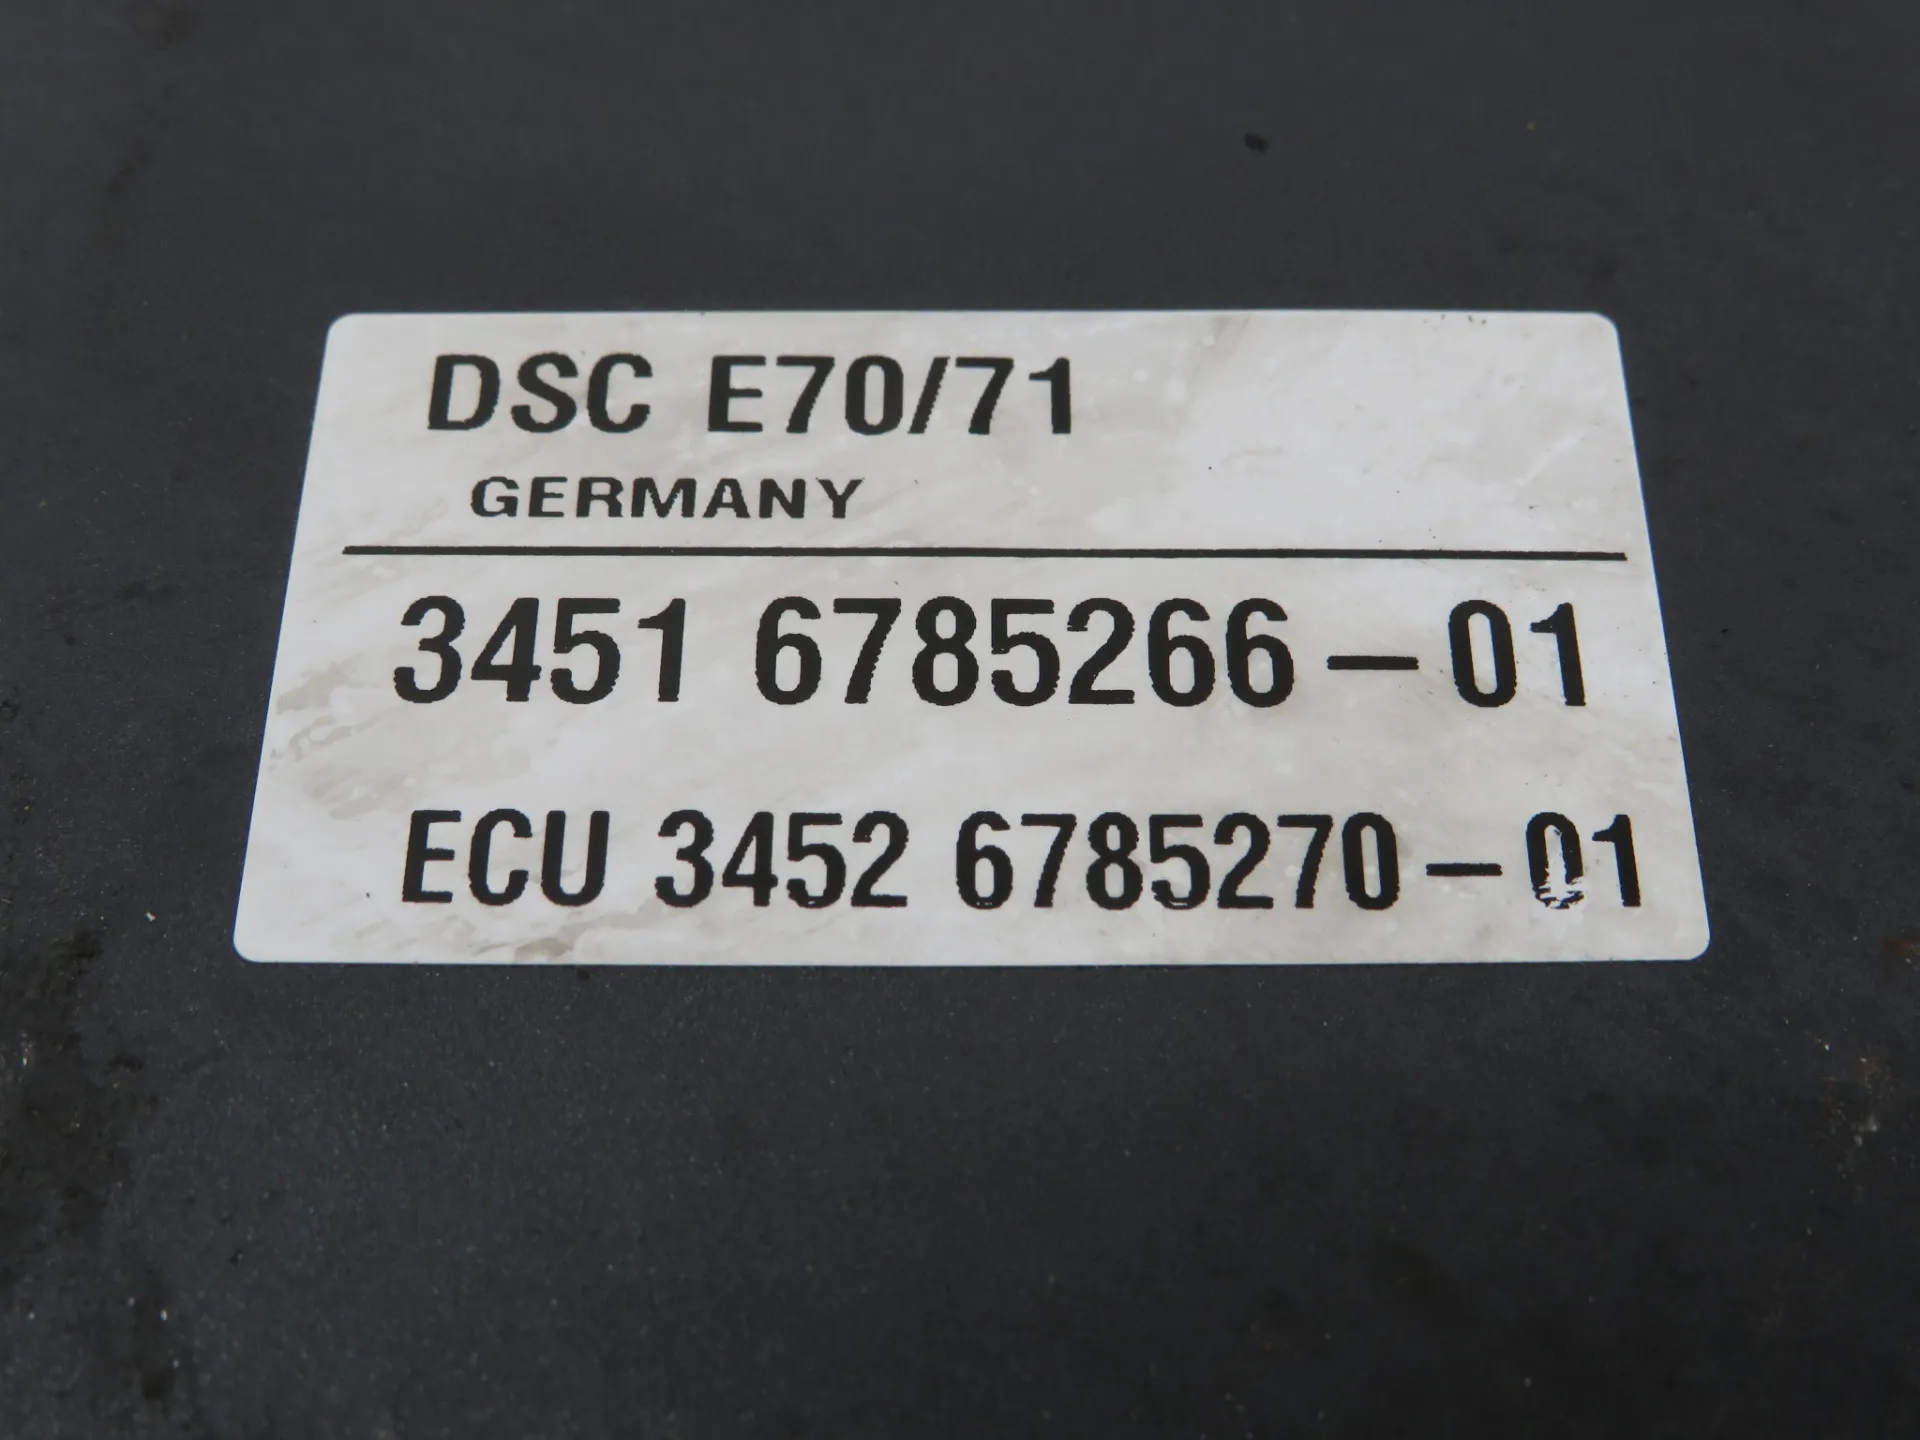 DSC E70/71
GERMANY
3451 6785266-01
ECU 3452 6785270-01